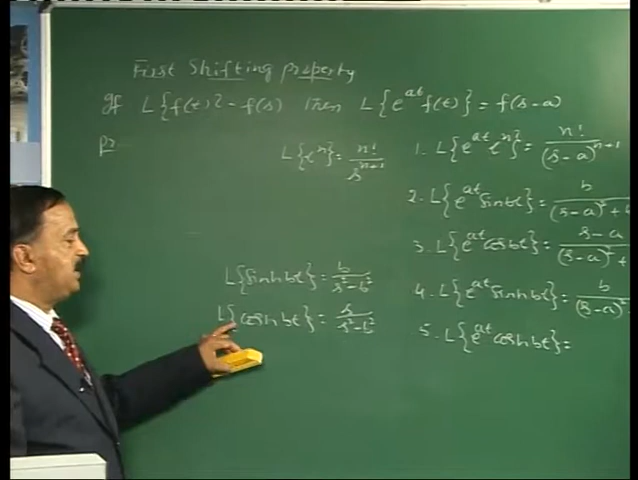 First Shifting property
If L{f(t)} = f(s) Then L{e^{at} f(t)} = f(s-a)
Pr
L{t^n} = n!/s^{n+1}
1. L{e^{at} t^n} = n!/(s-a)^{n+1}
2. L{e^{at} sin bt} = b/(s-a)^2+b
3. L{e^{at} cos bt} = s-a/(s-a)^2+
L{sinh bt} = b/s^2-b^2
4. L{e^{at} sinh bt} = b/(s-a)^2
L{cosh bt} = s/s^2-b^2
5. L{e^{at} cosh bt} =